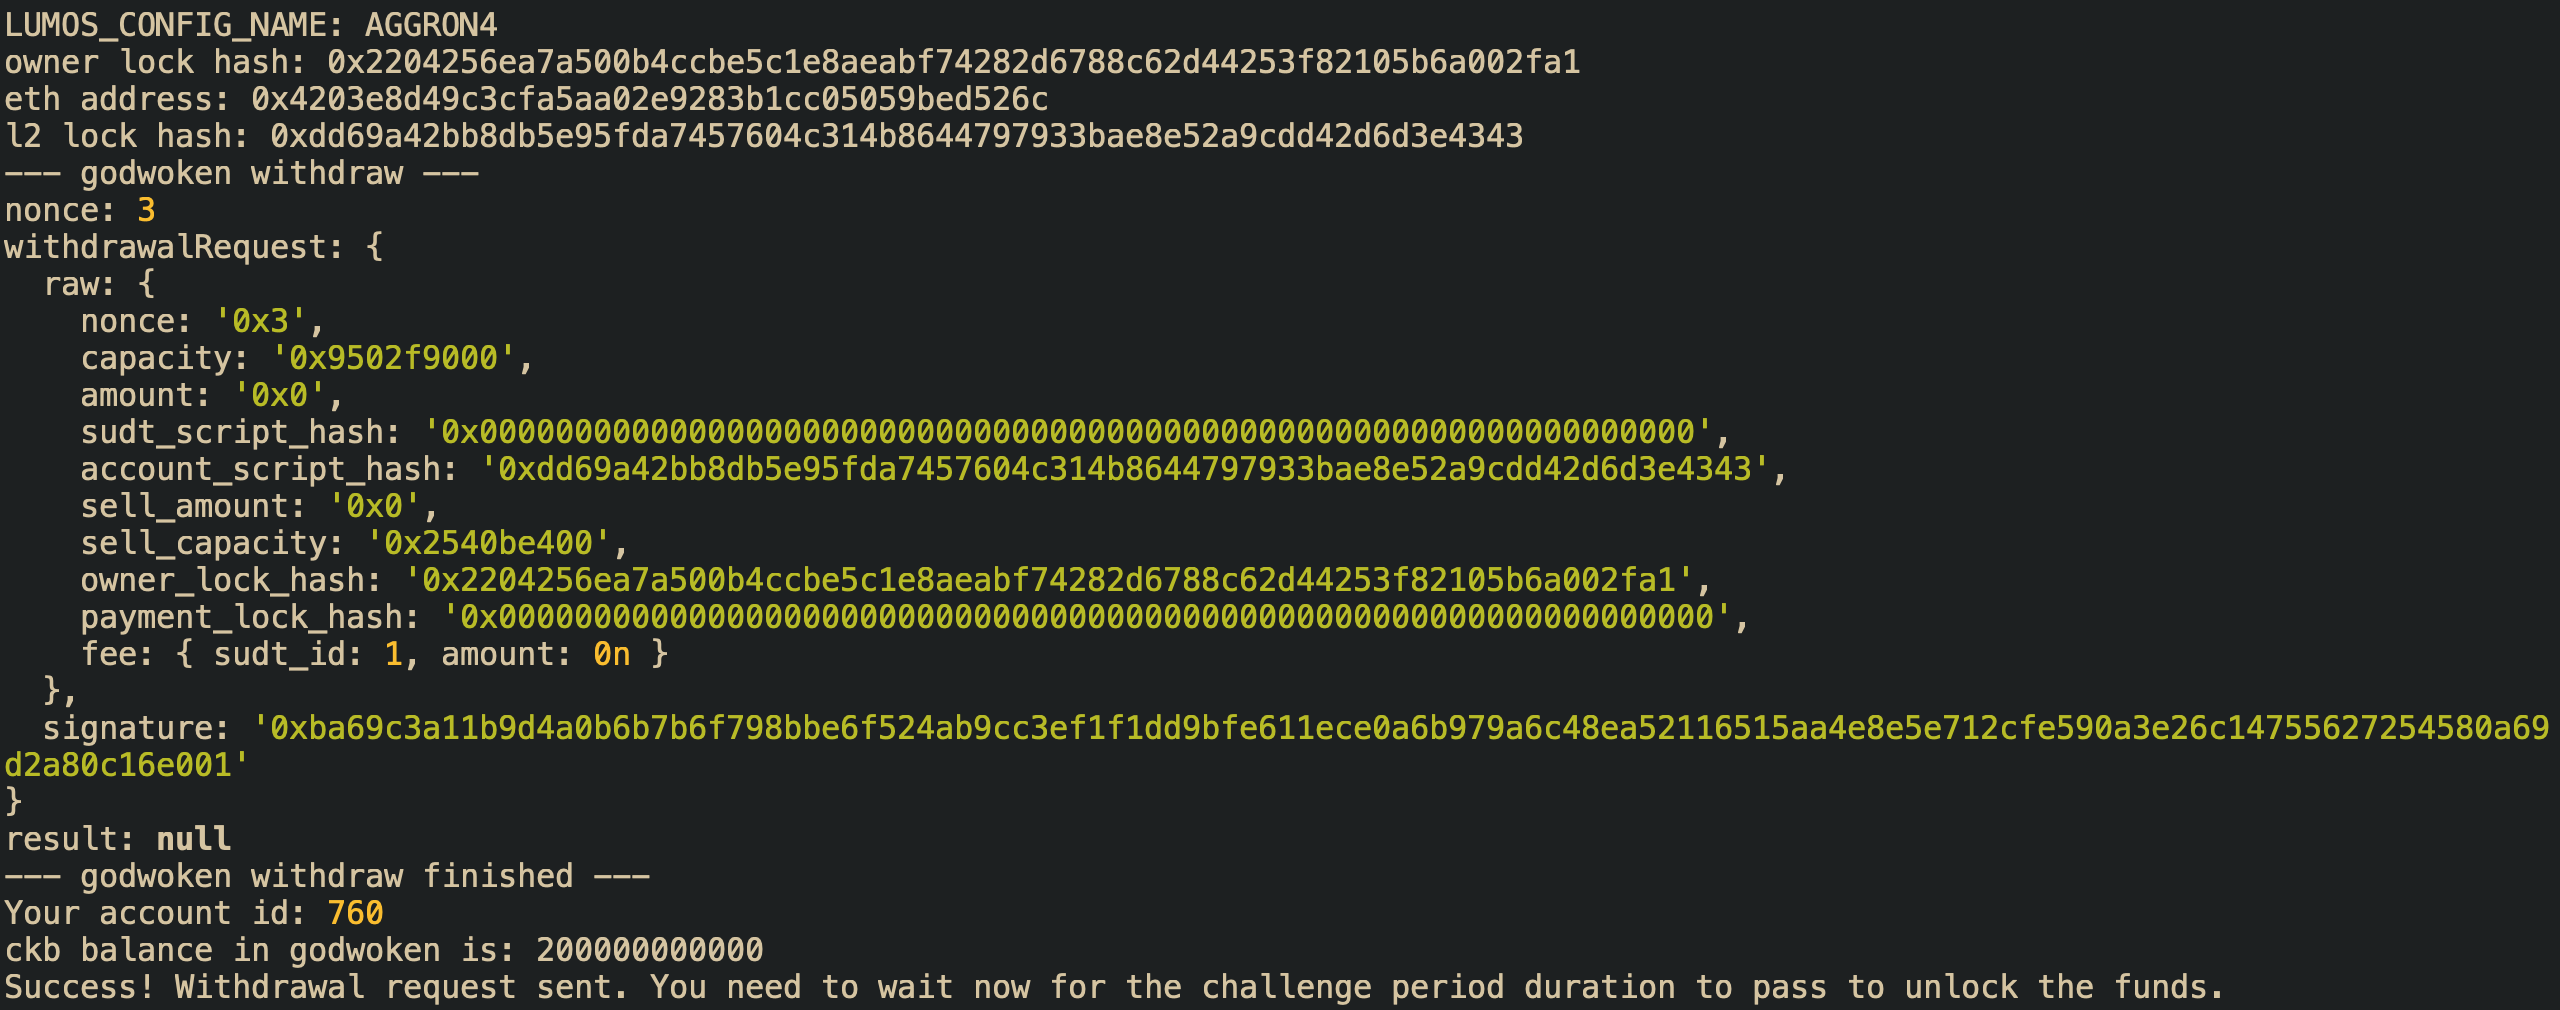 LUMOS_CONFIG_NAME: AGGRON4
owner lock hash: 0x2204256ea7a500b4ccbe5c1e8aeabf74282d6788c62d44253f82105b6a002fa1
eth address: 0x4203e8d49c3cfa5aa02e9283b1cc05059bed526c
l2 lock hash: 0xdd69a42bb8db5e95fda7457604c314b8644797933bae8e52a9cdd42d6d3e4343
--- godwoken withdraw ---
nonce: 3
withdrawalRequest: {
  raw: {
    nonce: '0x3',
    capacity: '0x9502f9000',
    amount: '0x0',
    sudt_script_hash: '0x0000000000000000000000000000000000000000000000000000000000000000',
    account_script_hash: '0xdd69a42bb8db5e95fda7457604c314b8644797933bae8e52a9cdd42d6d3e4343',
    sell_amount: '0x0',
    sell_capacity: '0x2540be400',
    owner_lock_hash: '0x2204256ea7a500b4ccbe5c1e8aeabf74282d6788c62d44253f82105b6a002fa1',
    payment_lock_hash: '0x0000000000000000000000000000000000000000000000000000000000000000',
    fee: { sudt_id: 1, amount: 0n }
  },
  signature: '0xba69c3a11b9d4a0b6b7b6f798bbe6f524ab9cc3ef1f1dd9bfe611ece0a6b979a6c48ea52116515aa4e8e5e712cfe590a3e26c14755627254580a69
d2a80c16e001'
}
result: null
--- godwoken withdraw finished ---
Your account id: 760
ckb balance in godwoken is: 200000000000
Success! Withdrawal request sent. You need to wait now for the challenge period duration to pass to unlock the funds.